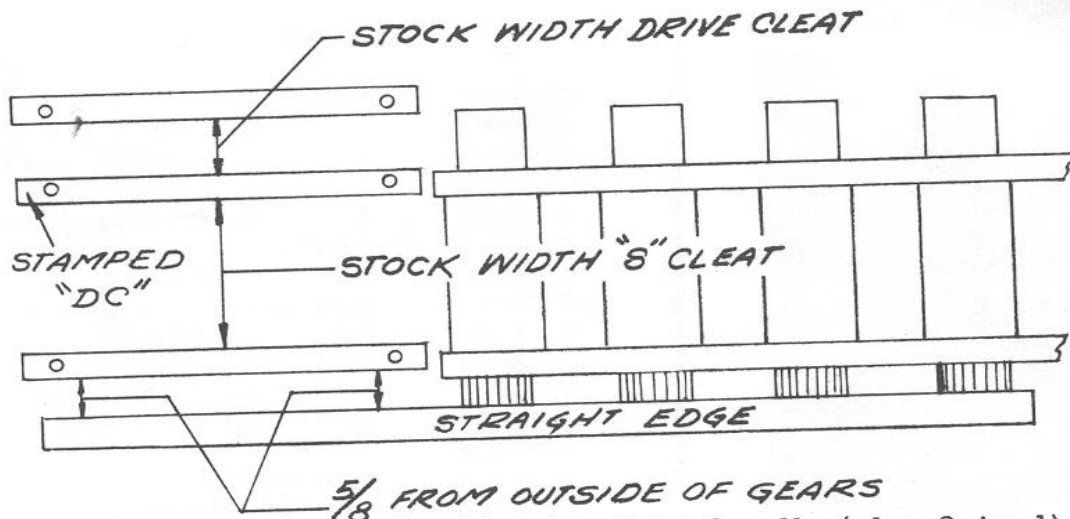 STOCK WIDTH DRIVE CLEAT
STAMPED
"DC"
STOCK WIDTH "S" CLEAT
STRAIGHT EDGE
5/8 FROM OUTSIDE OF GEARS